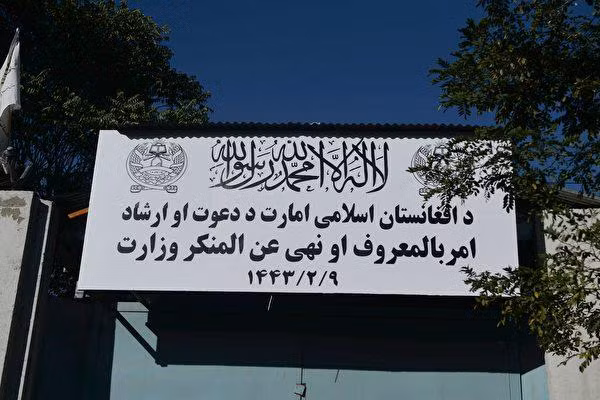 لا اله الا الله محمد رسول الله
د افغانستان اسلامی امارت د دعوت او ارشاد
امربالمعروف او نهی عن المنکر وزارت
۱۴۴۳/۲/۹